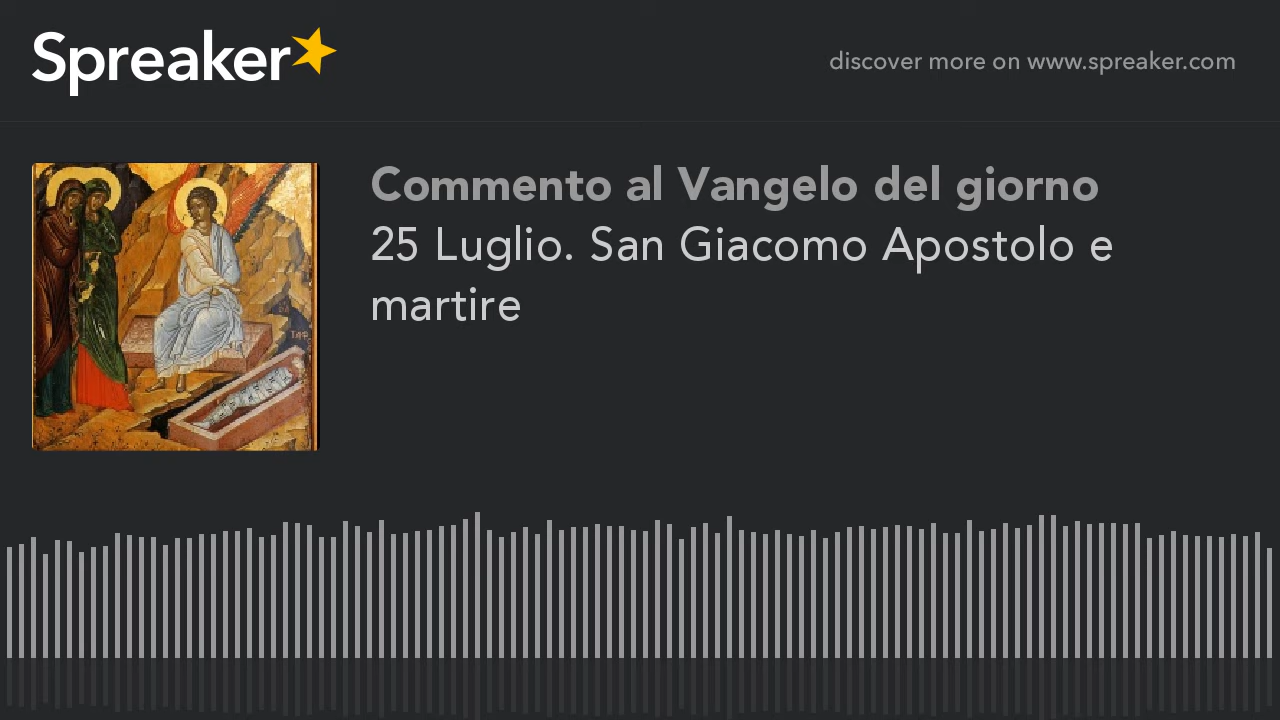 Spreaker
discover more on www.spreaker.com
Commento al Vangelo del giorno
25 Luglio. San Giacomo Apostolo e
martire